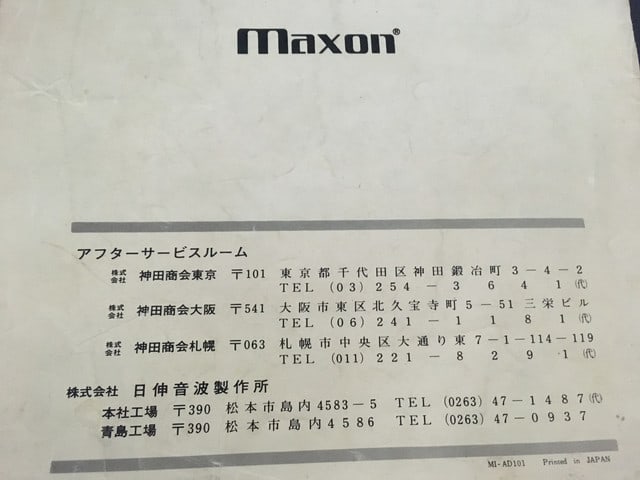 maxon®
アフターサービスルーム
株式会社 神田商会東京 〒101 東京都千代田区神田鍛冶町3-4-2
TEL (03) 254-3641(代)
株式会社 神田商会大阪 〒541 大阪市東区北久宝寺町5-51三栄ビル
TEL (06) 241-1181(代)
株式会社 神田商会札幌 〒063 札幌市中央区大通り東7-1-114-119
TEL (011) 221-8291(代)
株式会社 日伸音波製作所
本社工場 〒390 松本市島内4583-5 TEL (0263) 47-1487(代)
青島工場 〒390 松本市島内4586 TEL (0263) 47-0937
MI-AD101 Printed in JAPAN